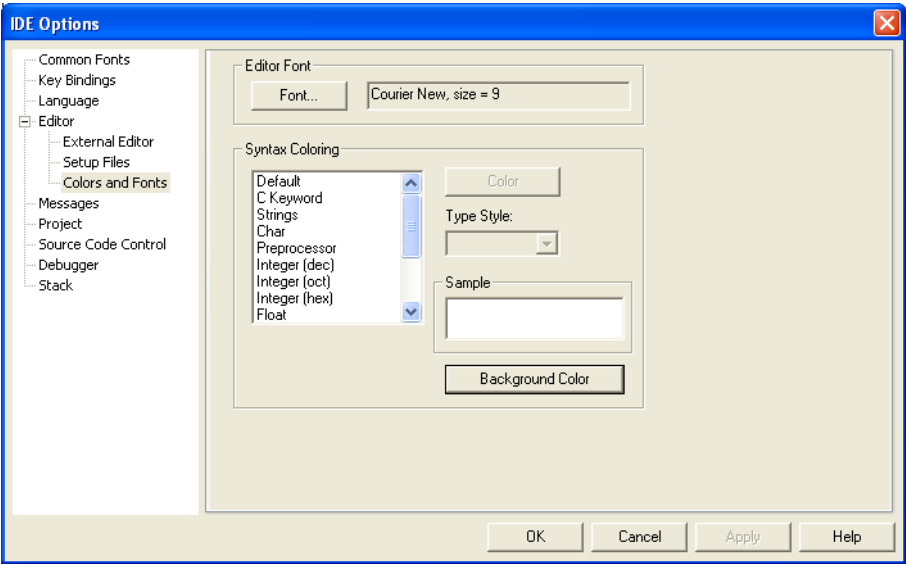 IDE Options
Common Fonts
Key Bindings
Language
Editor
External Editor
Setup Files
Colors and Fonts
Messages
Project
Source Code Control
Debugger
Stack
Editor Font
Font...
Courier New, size = 9
Syntax Coloring
Default
C Keyword
Strings
Char
Preprocessor
Integer (dec)
Integer (oct)
Integer (hex)
Float
Color
Type Style:
Sample
Background Color
OK
Cancel
Apply
Help